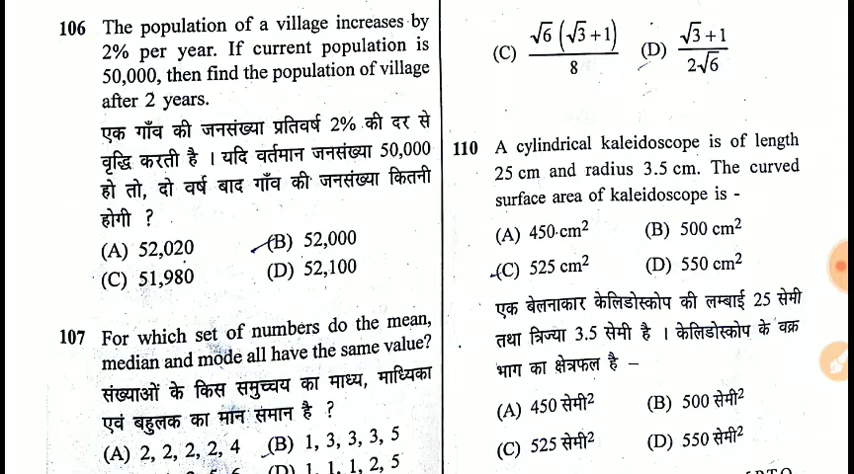 106 The population of a village increases by
2% per year. If current population is
50,000, then find the population of village
after 2 years.
एक गाँव की जनसंख्या प्रतिवर्ष 2% की दर से
वृद्धि करती है । यदि वर्तमान जनसंख्या 50,000
हो तो, दो वर्ष बाद गाँव की जनसंख्या कितनी
होगी ?
(A) 52,020 (B) 52,000
(C) 51,980 (D) 52,100
107 For which set of numbers do the mean,
median and mode all have the same value?
संख्याओं के किस समुच्चय का माध्य, माध्यिका
एवं बहुलक का मान समान है ?
(A) 2, 2, 2, 2, 4 (B) 1, 3, 3, 3, 5
(D) 1, 1, 1, 2, 5
(C) √6 (√3+1) / 8 (D) √3+1 / 2√6
110 A cylindrical kaleidoscope is of length
25 cm and radius 3.5 cm. The curved
surface area of kaleidoscope is -
(A) 450 cm² (B) 500 cm²
(C) 525 cm² (D) 550 cm²
एक बेलनाकार केलिडोस्कोप की लम्बाई 25 सेमी
तथा त्रिज्या 3.5 सेमी है । केलिडोस्कोप के वक्र
भाग का क्षेत्रफल है –
(A) 450 सेमी² (B) 500 सेमी²
(C) 525 सेमी² (D) 550 सेमी²